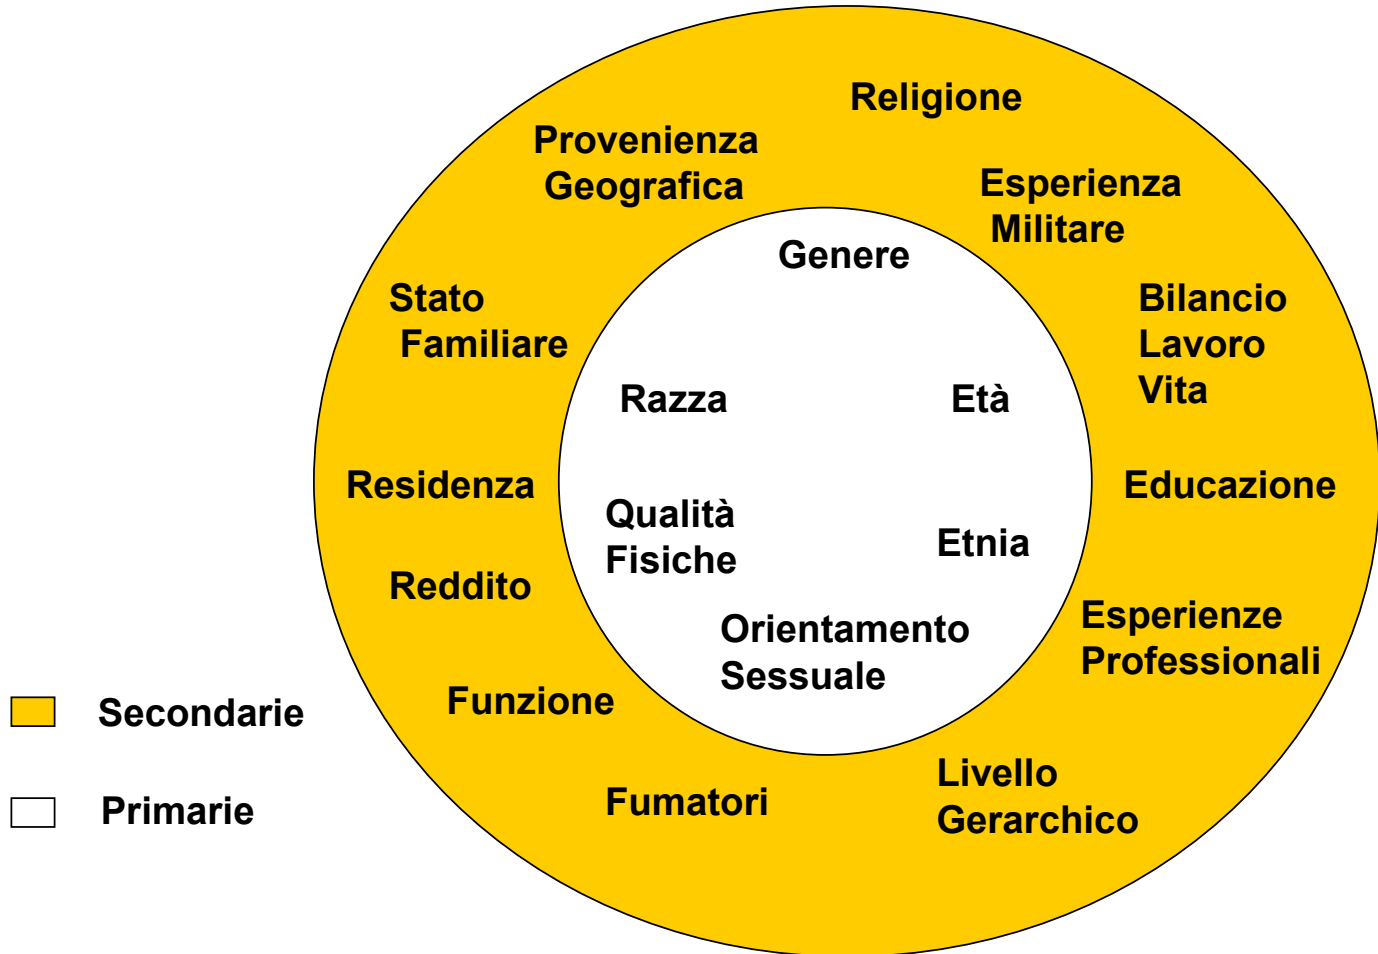 Religione
Provenienza
Geografica
Esperienza
Militare
Genere
Stato
Familiare
Bilancio
Lavoro
Vita
Razza
Età
Residenza
Educazione
Qualità
Fisiche
Etnia
Reddito
Esperienze
Professionali
Orientamento
Sessuale
Funzione
Secondarie
Livello
Gerarchico
Fumatori
Primarie